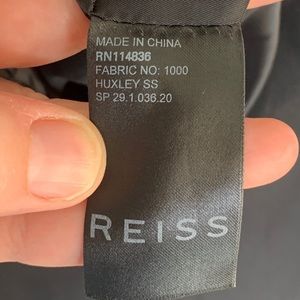 MADE IN CHINA
RN114836
FABRIC NO: 1000
HUXLEY SS
SP 29.1.036.20
REISS